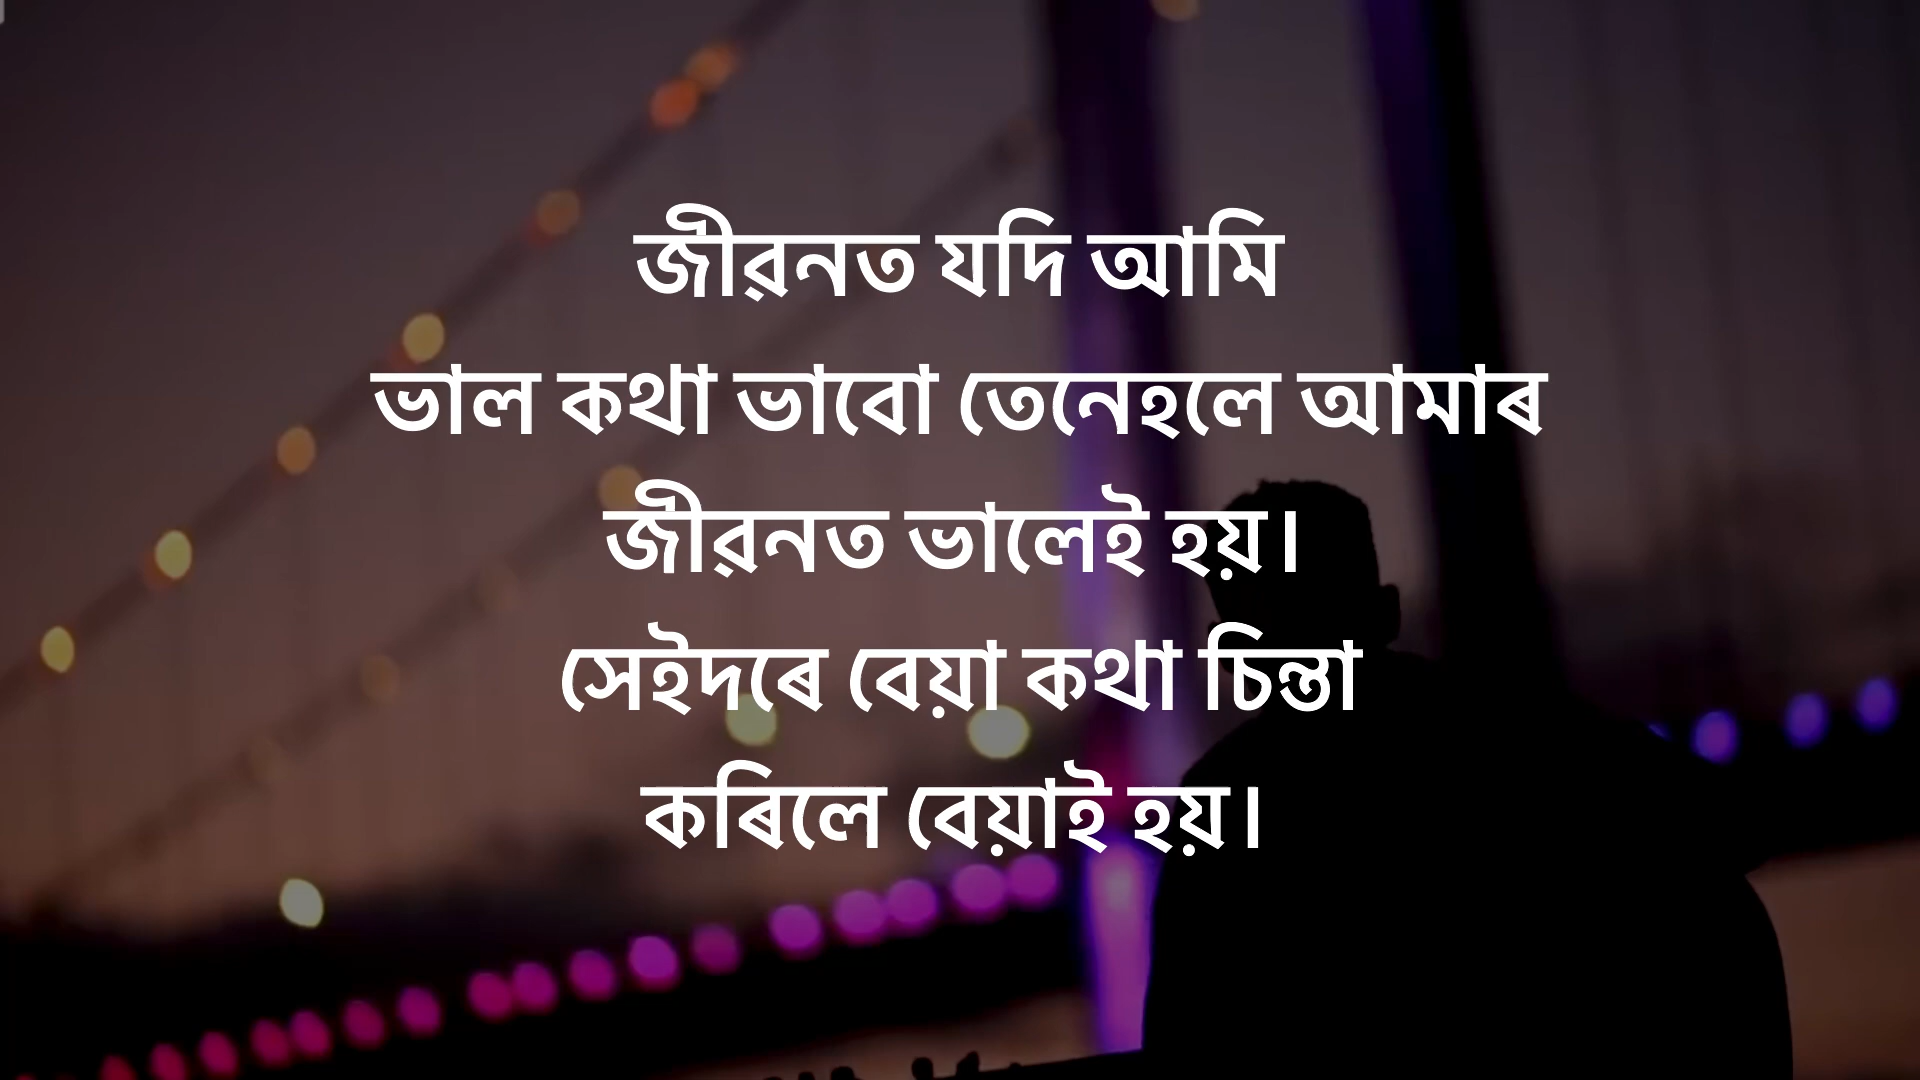 জীৱনত যদি আমি
ভাল কথা ভাবো তেনেহলে আমাৰ
জীৱনত ভালেই হয়।
সেইদৰে বেয়া কথা চিন্তা
কৰিলে বেয়াই হয়।